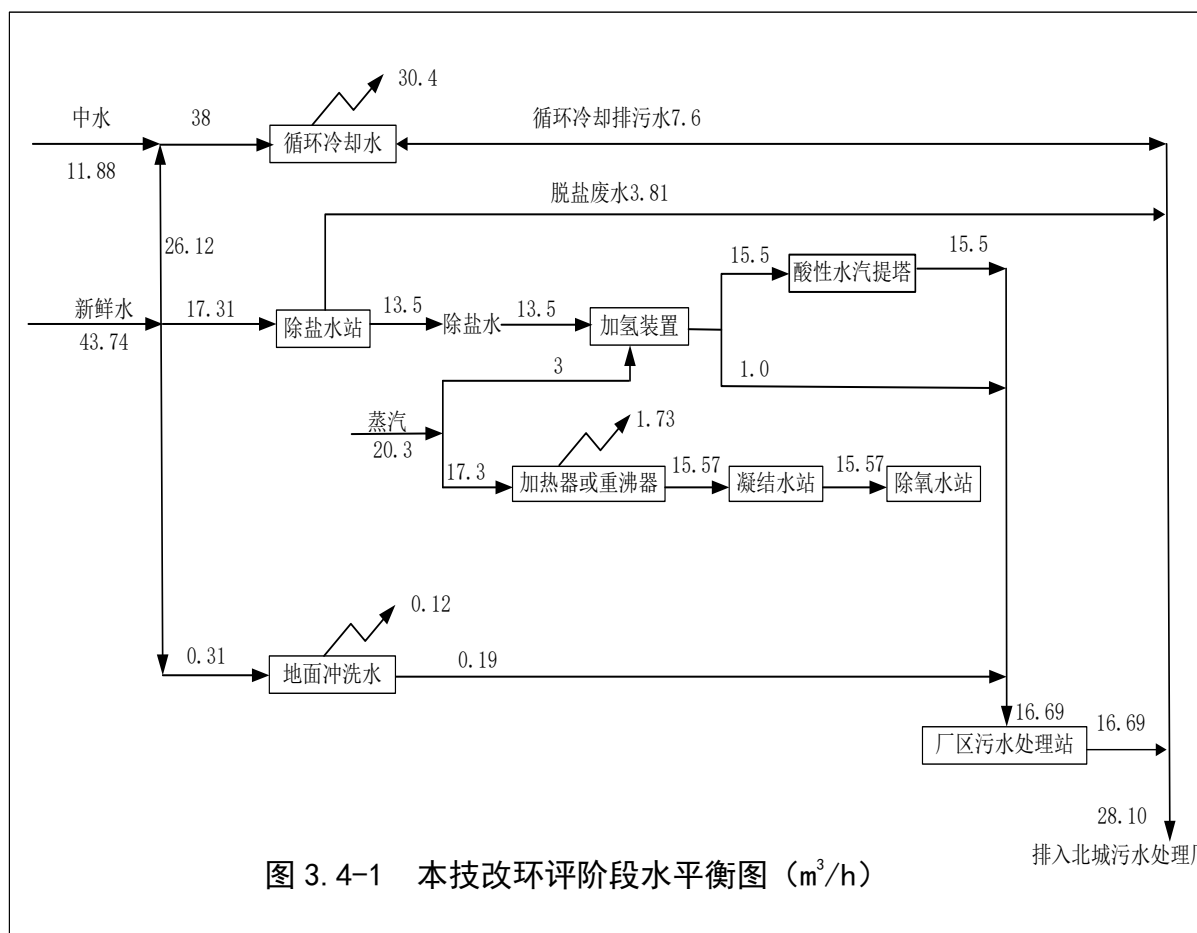 30.4
中水
38
循环冷却水
循环冷却排污水7.6
11.88
脱盐废水3.81
26.12
15.5
酸性水汽提塔
15.5
新鲜水
17.31
除盐水站
13.5
除盐水
13.5
加氢装置
43.74
3
1.0
蒸汽
20.3
1.73
17.3
加热器或重沸器
15.57
凝结水站
15.57
除氧水站
0.12
0.31
地面冲洗水
0.19
16.69
厂区污水处理站
16.69
28.10
排入北城污水处理厂
图 3.4-1 本技改环评阶段水平衡图（m³/h）